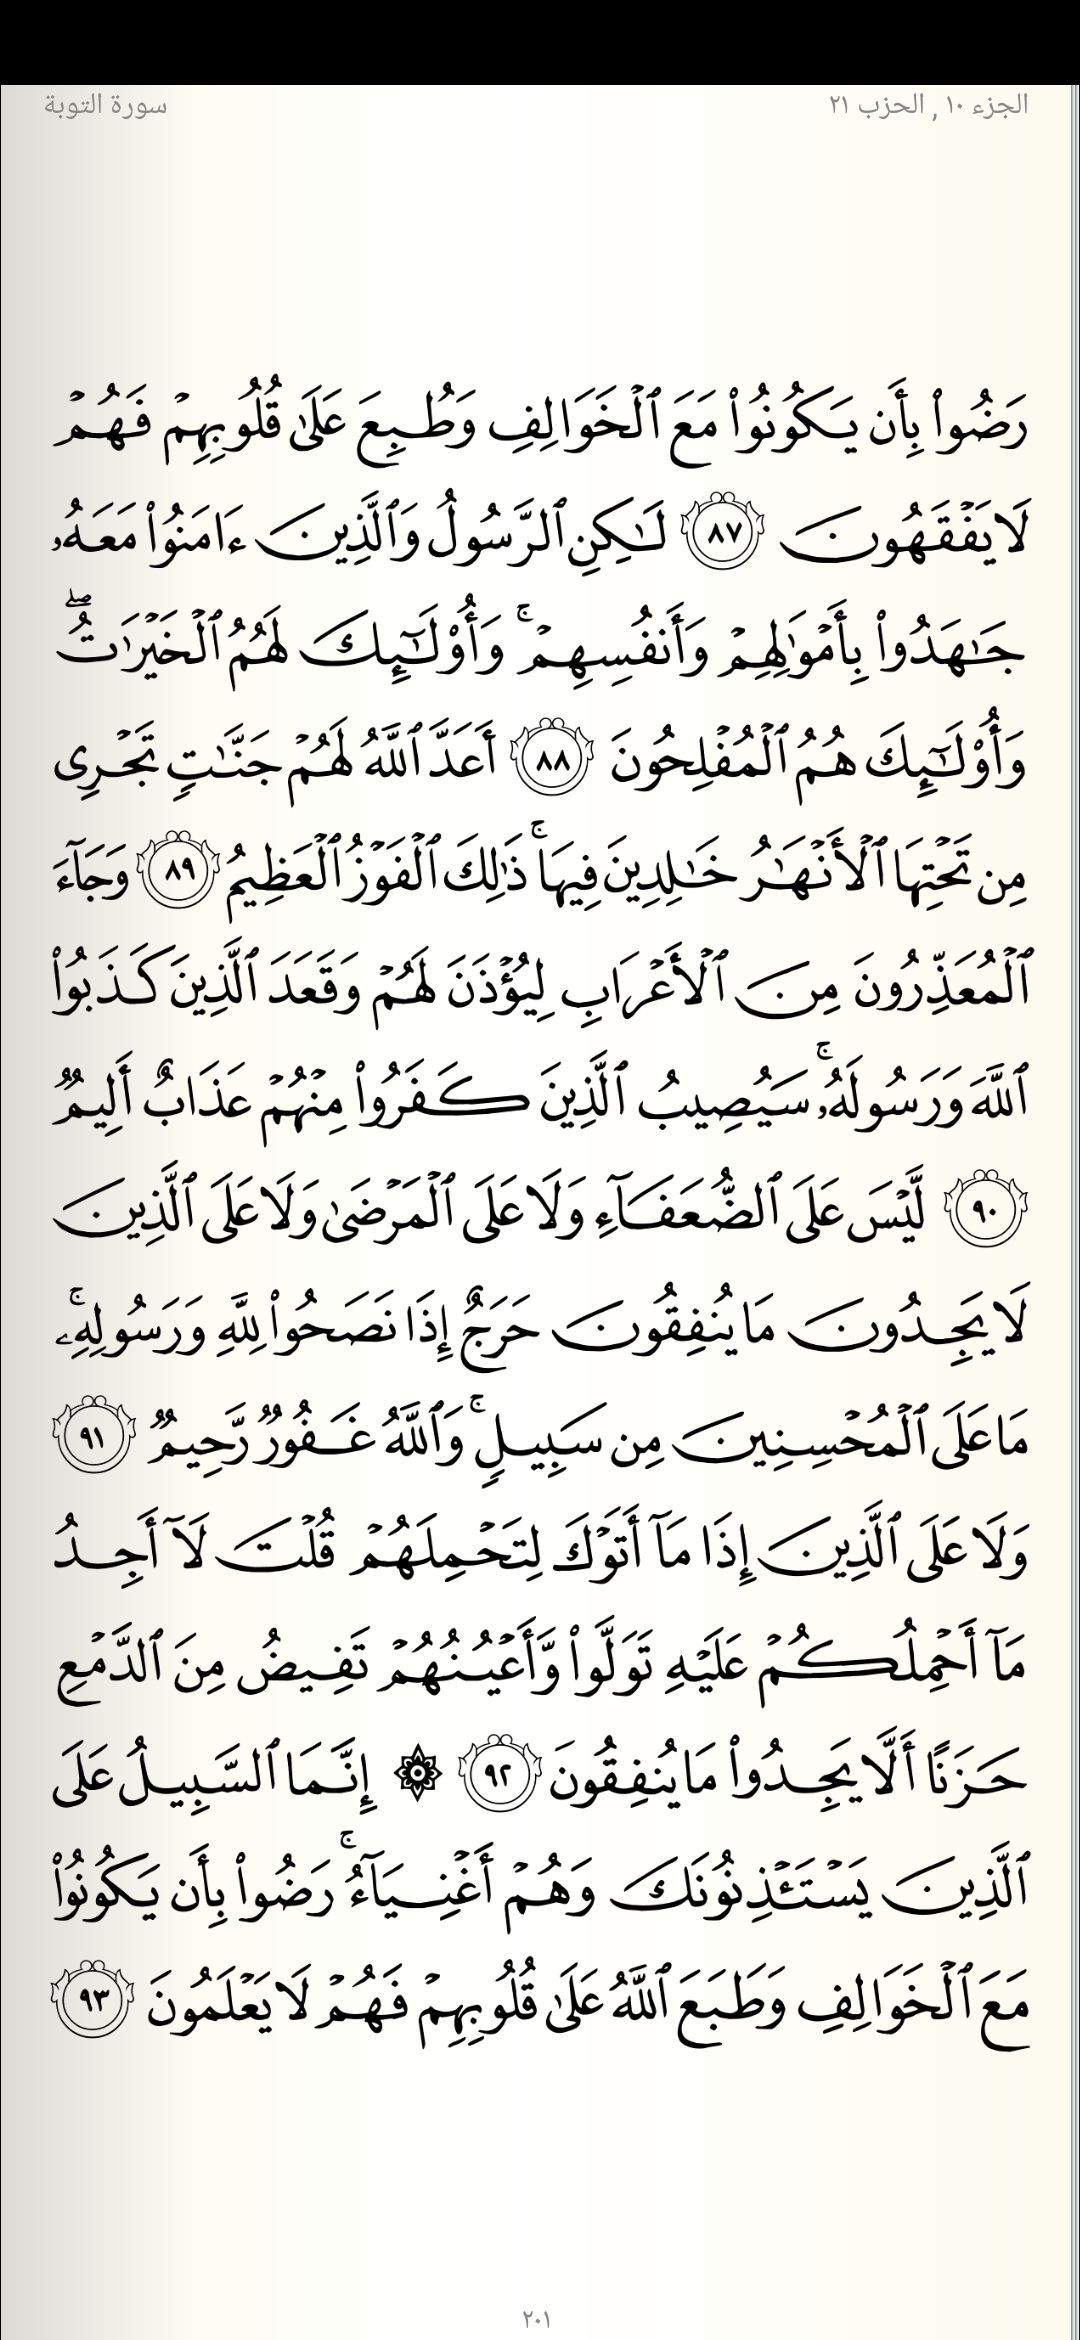 الجزء ١٠ , الحزب ٢١
سورة التوبة
رَضُوا۟ بِأَن يَكُونُوا۟ مَعَ ٱلْخَوَالِفِ وَطُبِعَ عَلَىٰ قُلُوبِهِمْ فَهُمْ
لَا يَفْقَهُونَ ٨٧ لَـٰكِنِ ٱلرَّسُولُ وَٱلَّذِينَ ءَامَنُوا۟ مَعَهُۥ
جَـٰهَدُوا۟ بِأَمْوَٰلِهِمْ وَأَنفُسِهِمْ ۚ وَأُو۟لَـٰٓئِكَ لَهُمُ ٱلْخَيْرَٰتُ ۖ
وَأُو۟لَـٰٓئِكَ هُمُ ٱلْمُفْلِحُونَ ٨٨ أَعَدَّ ٱللَّهُ لَهُمْ جَنَّـٰتٍ تَجْرِى
مِن تَحْتِهَا ٱلْأَنْهَـٰرُ خَـٰلِدِينَ فِيهَا ۚ ذَٰلِكَ ٱلْفَوْزُ ٱلْعَظِيمُ ٨٩ وَجَآءَ
ٱلْمُعَذِّرُونَ مِنَ ٱلْأَعْرَابِ لِيُؤْذَنَ لَهُمْ وَقَعَدَ ٱلَّذِينَ كَذَبُوا۟
ٱللَّهَ وَرَسُولَهُۥ ۚ سَيُصِيبُ ٱلَّذِينَ كَفَرُوا۟ مِنْهُمْ عَذَابٌ أَلِيمٌ
٩٠ لَّيْسَ عَلَى ٱلضُّعَفَآءِ وَلَا عَلَى ٱلْمَرْضَىٰ وَلَا عَلَى ٱلَّذِينَ
لَا يَجِدُونَ مَا يُنفِقُونَ حَرَجٌ إِذَا نَصَحُوا۟ لِلَّهِ وَرَسُولِهِۦ ۚ
مَا عَلَى ٱلْمُحْسِنِينَ مِن سَبِيلٍ ۚ وَٱللَّهُ غَفُورٌ رَّحِيمٌ ٩١
وَلَا عَلَى ٱلَّذِينَ إِذَا مَآ أَتَوْكَ لِتَحْمِلَهُمْ قُلْتَ لَآ أَجِدُ
مَآ أَحْمِلُكُمْ عَلَيْهِ تَوَلَّوا۟ وَّأَعْيُنُهُمْ تَفِيضُ مِنَ ٱلدَّمْعِ
حَزَنًا أَلَّا يَجِدُوا۟ مَا يُنفِقُونَ ٩٢ ۞ إِنَّمَا ٱلسَّبِيلُ عَلَى
ٱلَّذِينَ يَسْتَـْٔذِنُونَكَ وَهُمْ أَغْنِيَآءُ ۚ رَضُوا۟ بِأَن يَكُونُوا۟
مَعَ ٱلْخَوَالِفِ وَطَبَعَ ٱللَّهُ عَلَىٰ قُلُوبِهِمْ فَهُمْ لَا يَعْلَمُونَ ٩٣
٢٠١